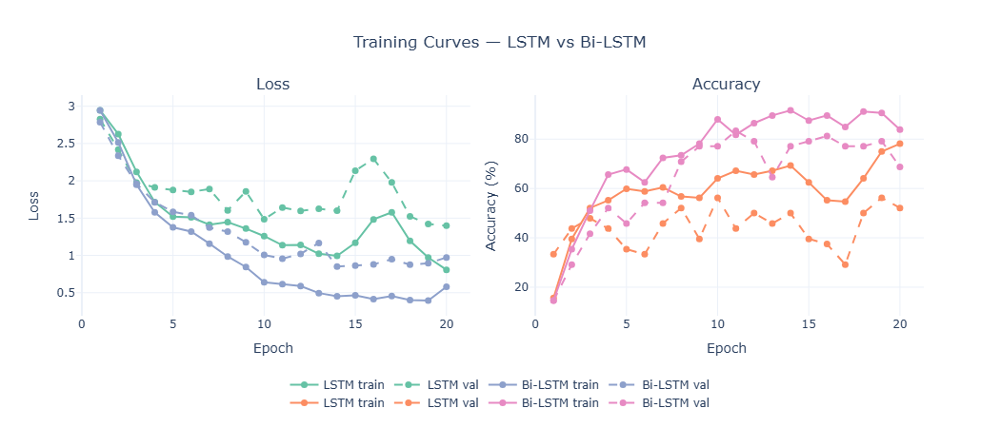 Training Curves — LSTM vs Bi-LSTM
Loss
Accuracy
3
2.5
2
1.5
1
0.5
0
5
10
15
20
Loss
Epoch
80
60
40
20
0
5
10
15
20
Accuracy (%)
Epoch
LSTM train
LSTM val
Bi-LSTM train
Bi-LSTM val
LSTM train
LSTM val
Bi-LSTM train
Bi-LSTM val